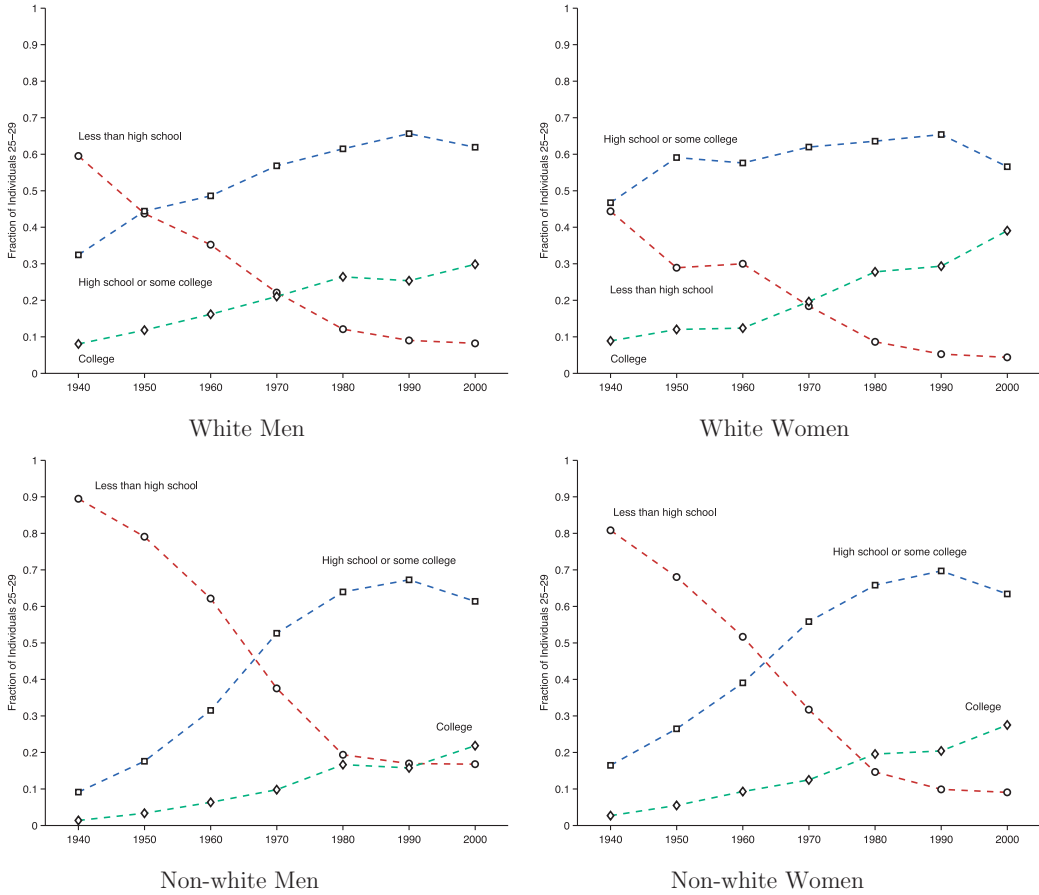 1
0.9
0.8
0.7
0.6
0.5
0.4
0.3
0.2
0.1
0
Fraction of Individuals 25–29
Less than high school
High school or some college
College
1940 1950 1960 1970 1980 1990 2000
White Men
1
0.9
0.8
0.7
0.6
0.5
0.4
0.3
0.2
0.1
0
Fraction of Individuals 25–29
High school or some college
Less than high school
College
1940 1950 1960 1970 1980 1990 2000
White Women
1
0.9
0.8
0.7
0.6
0.5
0.4
0.3
0.2
0.1
0
Fraction of Individuals 25–29
Less than high school
High school or some college
College
1940 1950 1960 1970 1980 1990 2000
Non-white Men
1
0.9
0.8
0.7
0.6
0.5
0.4
0.3
0.2
0.1
0
Fraction of Individuals 25–29
Less than high school
High school or some college
College
1940 1950 1960 1970 1980 1990 2000
Non-white Women